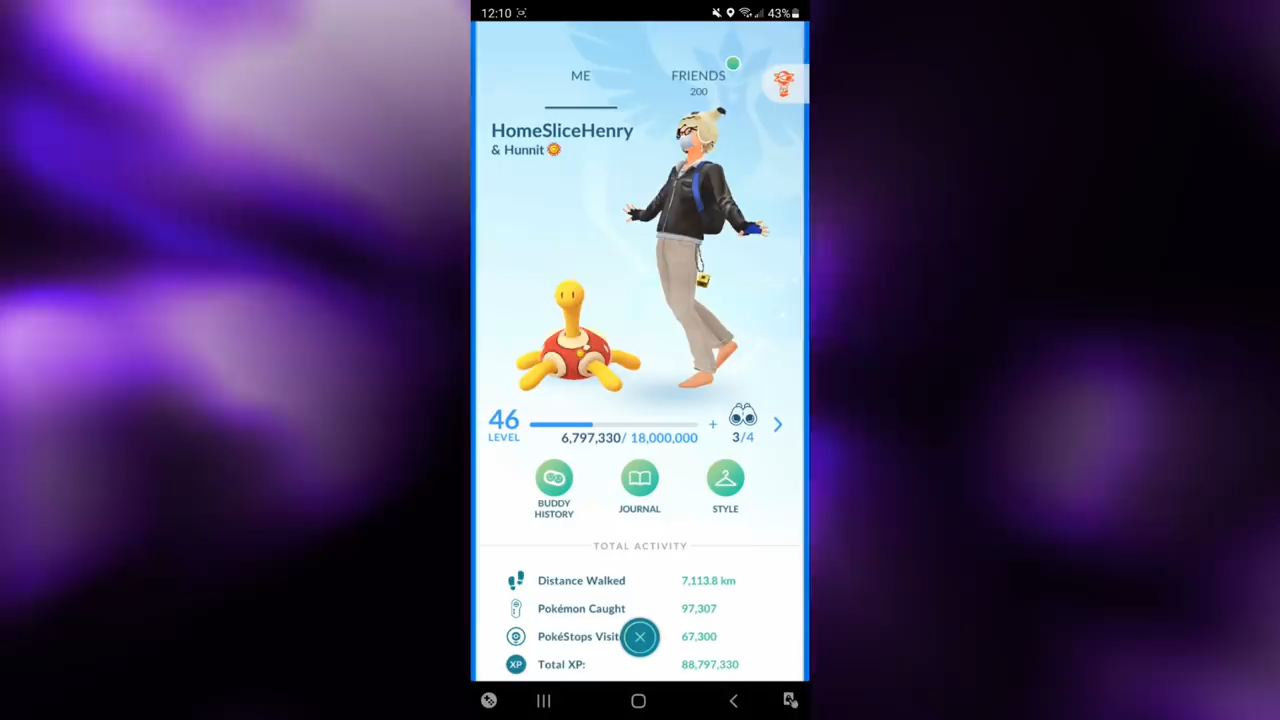 12:10
43%
ME
FRIENDS
200
HomeSliceHenry
& Hunnit
46
LEVEL
6,797,330/ 18,000,000
+
3/4
BUDDY
HISTORY
JOURNAL
STYLE
TOTAL ACTIVITY
Distance Walked 7,113.8 km
Pokémon Caught 97,307
PokéStops Visit 67,300
XP Total XP: 88,797,330